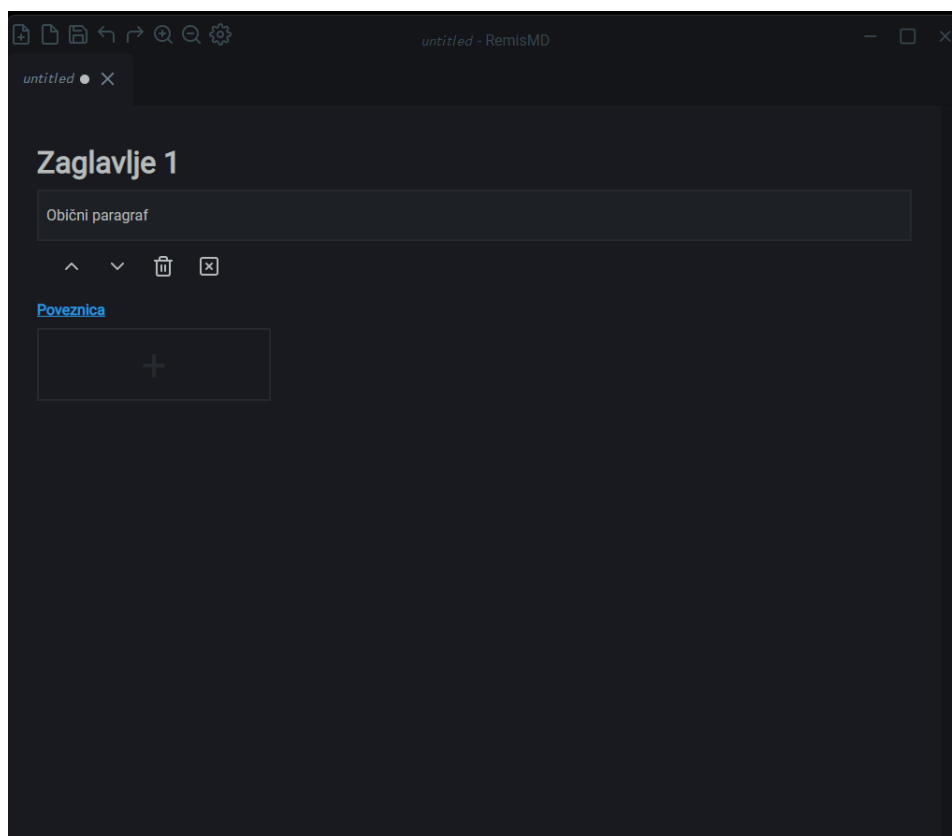 untitled - RemisMD
untitled
Zaglavlje 1
Obični paragraf
Poveznica